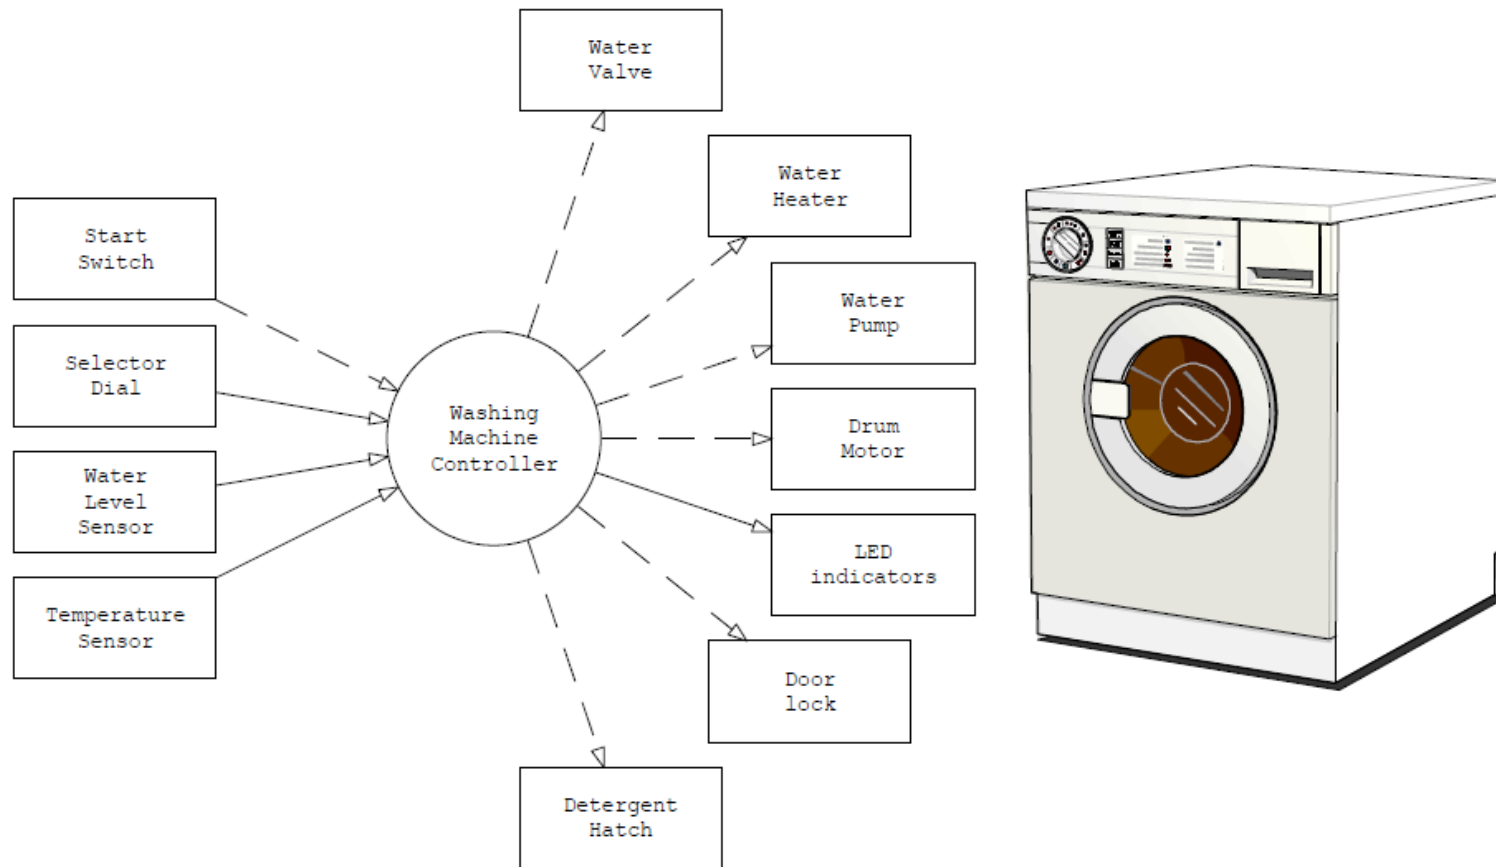 Water
Valve
Water
Heater
Start
Switch
Water
Pump
Selector
Dial
Washing
Machine
Controller
Drum
Motor
Water
Level
Sensor
LED
indicators
Temperature
Sensor
Door
lock
Detergent
Hatch